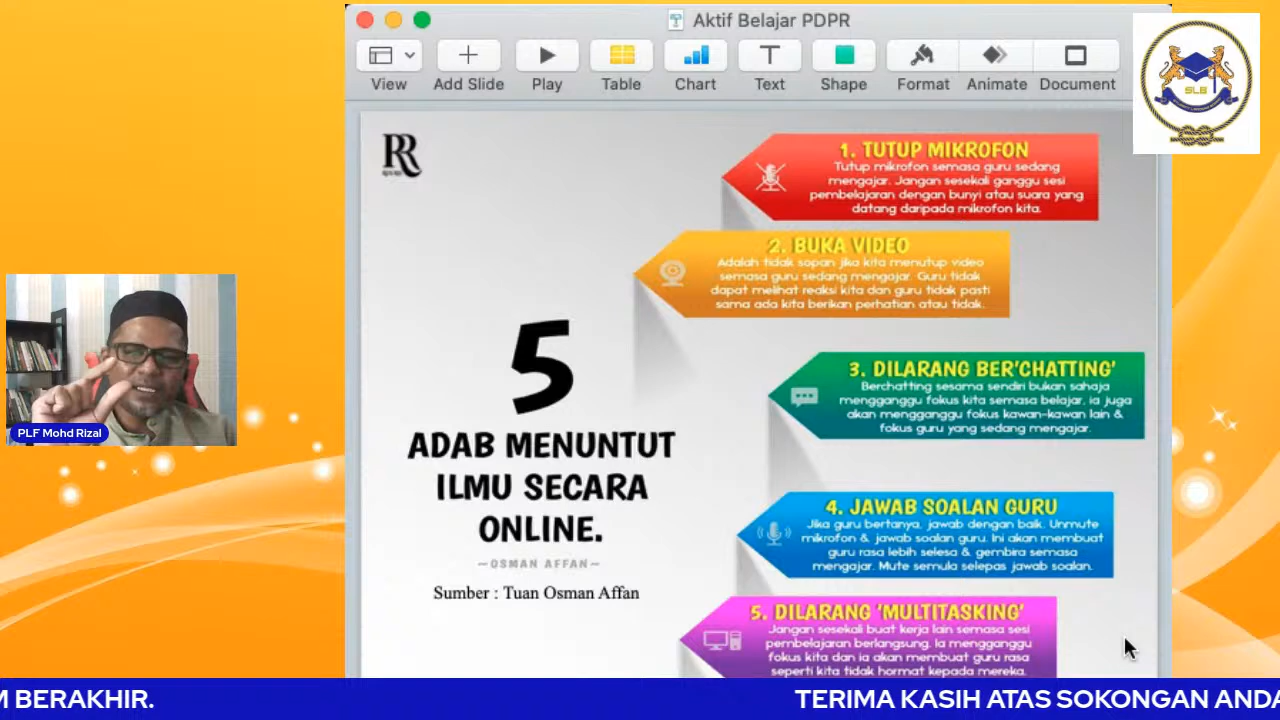 Aktif Belajar PDPR
View
Add Slide
Play
Table
Chart
Text
Shape
Format
Animate
Document
SLB
RR
1. TUTUP MIKROFON
Tutup mikrofon semasa guru sedang
mengajar. Jangan sesekali ganggu sesi
pembelajaran dengan bunyi atau suara yang
datang daripada mikrofon kita.
2. BUKA VIDEO
Adalah tidak sopan jika kita menutup video
semasa guru sedang mengajar. Guru tidak
dapat melihat reaksi kita dan guru tidak pasti
sama ada kita berikan perhatian atau tidak.
5
ADAB MENUNTUT
ILMU SECARA
ONLINE.
—OSMAN AFFAN—
Sumber : Tuan Osman Affan
3. DILARANG BER'CHATTING'
Berchatting sesama sendiri bukan sahaja
mengganggu fokus kita semasa belajar, ia juga
akan mengganggu fokus kawan-kawan lain &
fokus guru yang sedang mengajar.
4. JAWAB SOALAN GURU
Jika guru bertanya, jawab dengan baik. Unmute
mikrofon & jawab soalan guru. Ini akan membuat
guru rasa lebih selesa & gembira semasa
mengajar. Mute semula selepas jawab soalan.
5. DILARANG 'MULTITASKING'
Jangan sesekali buat kerja lain semasa sesi
pembelajaran berlangsung. Ia mengganggu
fokus kita dan ia akan membuat guru rasa
seperti kita tidak hormat kepada mereka.
PLF Mohd Rizal
M BERAKHIR.
TERIMA KASIH ATAS SOKONGAN ANDA